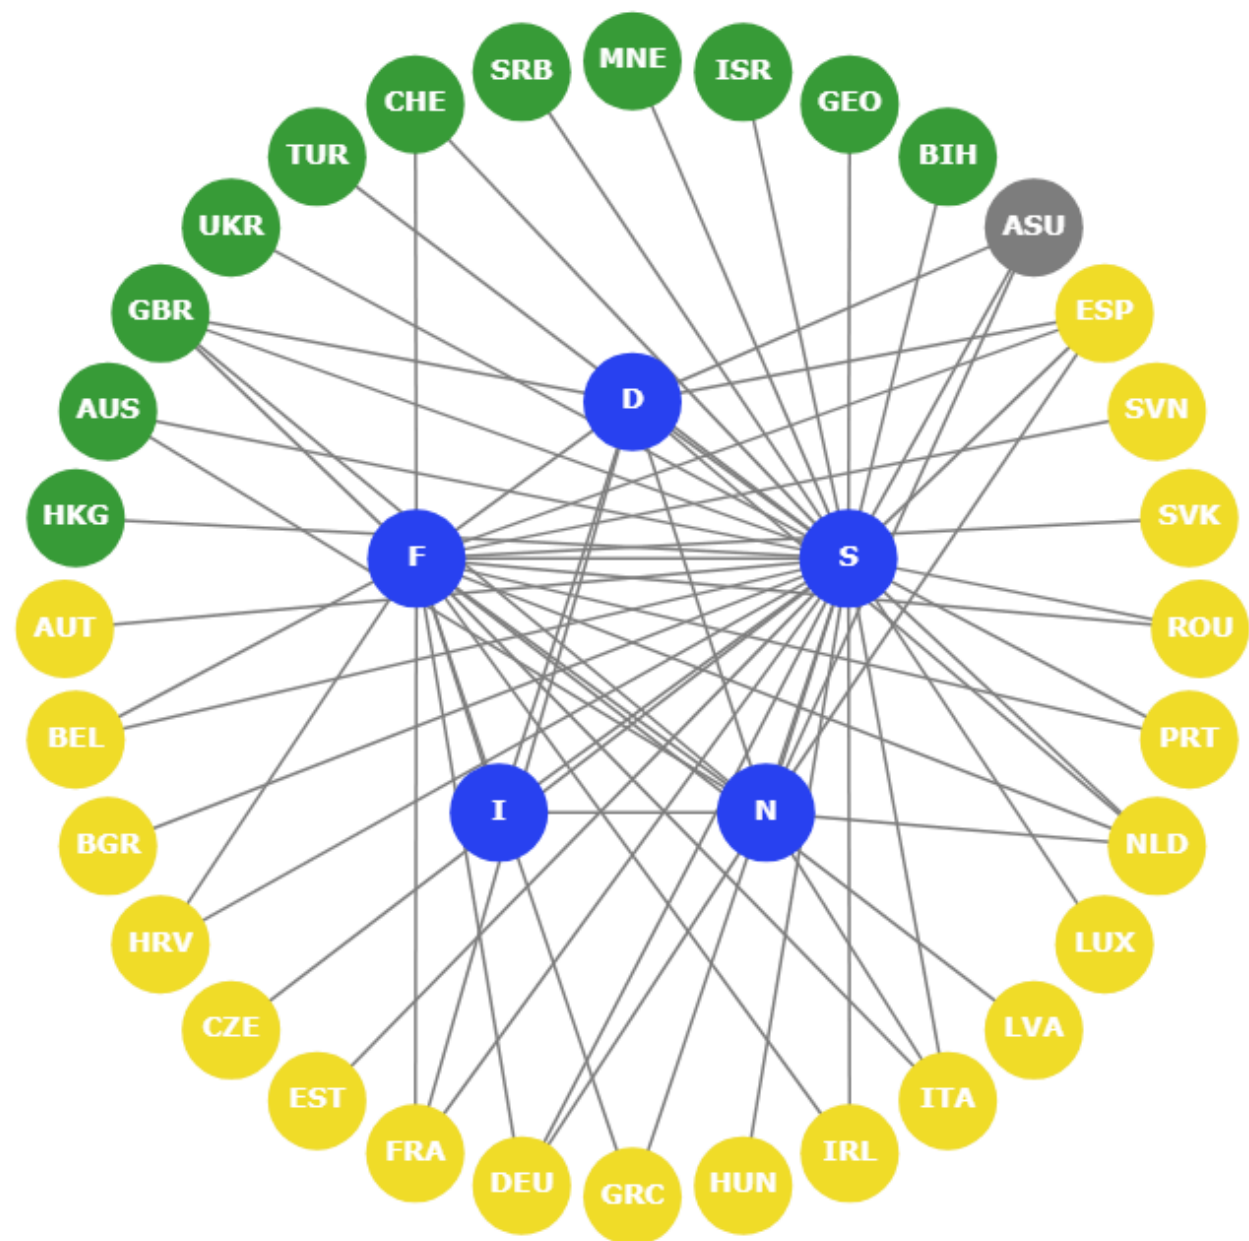 MNE
SRB
ISR
CHE
GEO
TUR
BIH
UKR
ASU
GBR
ESP
D
AUS
SVN
HKG
SVK
F
S
AUT
ROU
BEL
PRT
I
N
BGR
NLD
HRV
LUX
CZE
LVA
EST
ITA
FRA
IRL
DEU
HUN
GRC